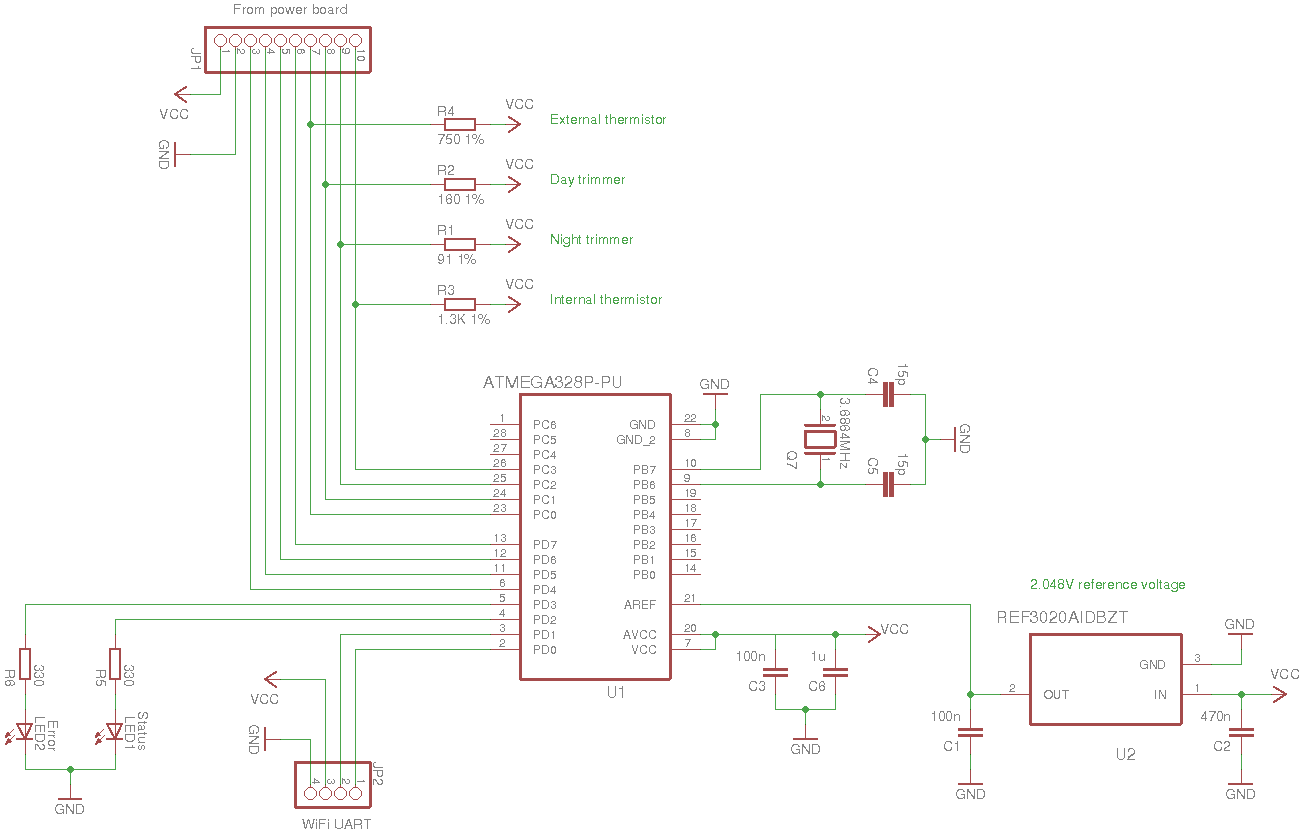 From power board
JP1
1 2 3 4 5 6 7 8 9 10
VCC
GND
R4
750 1%
VCC
External thermistor
R2
160 1%
VCC
Day trimmer
R1
91 1%
VCC
Night trimmer
R3
1.3K 1%
VCC
Internal thermistor
ATMEGA328P-PU
1 PC6
28 PC5
27 PC4
26 PC3
25 PC2
24 PC1
23 PC0
13 PD7
12 PD6
11 PD5
6 PD4
5 PD3
4 PD2
3 PD1
2 PD0
GND 22
GND_2 8
PB7 10
PB6 9
PB5 19
PB4 18
PB3 17
PB2 16
PB1 15
PB0 14
AREF 21
AVCC 20
VCC 7
U1
GND
C4
15p
2
3.6864MHz
Q7
1
C5
15p
GND
VCC
100n
C3
1u
C6
GND
2.048V reference voltage
REF3020AIDBZT
GND 3
2 OUT
IN 1
U2
GND
VCC
100n
C1
GND
470n
C2
GND
R6
330
R5
330
LED2
Error
LED1
Status
GND
VCC
GND
JP2
4 3 2 1
WiFi UART